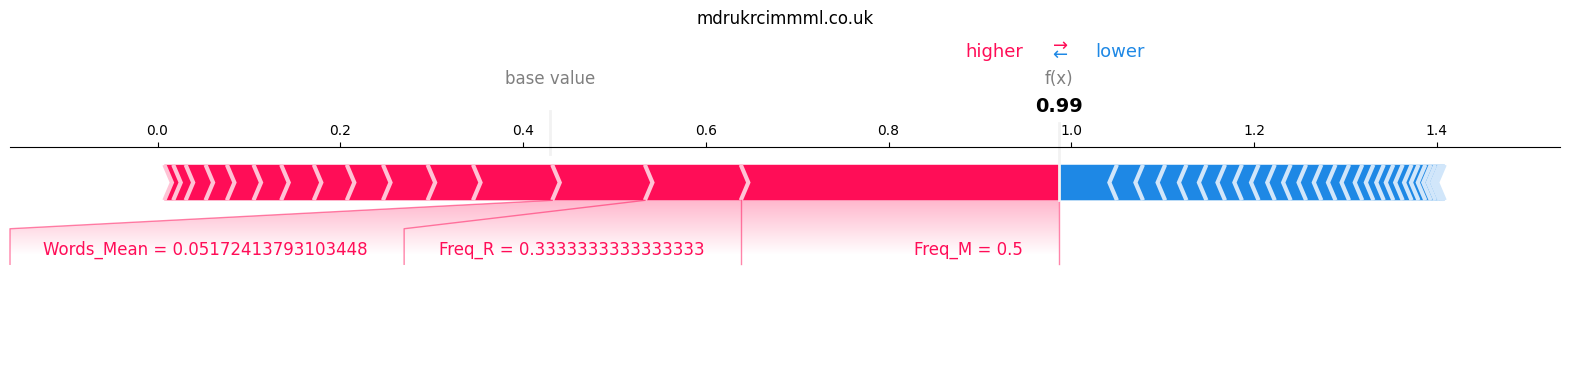 mdrukrcimmml.co.uk
higher → ← lower
base value f(x)
0.99
0.0 0.2 0.4 0.6 0.8 1.0 1.2 1.4
Words_Mean = 0.05172413793103448 Freq_R = 0.3333333333333333 Freq_M = 0.5